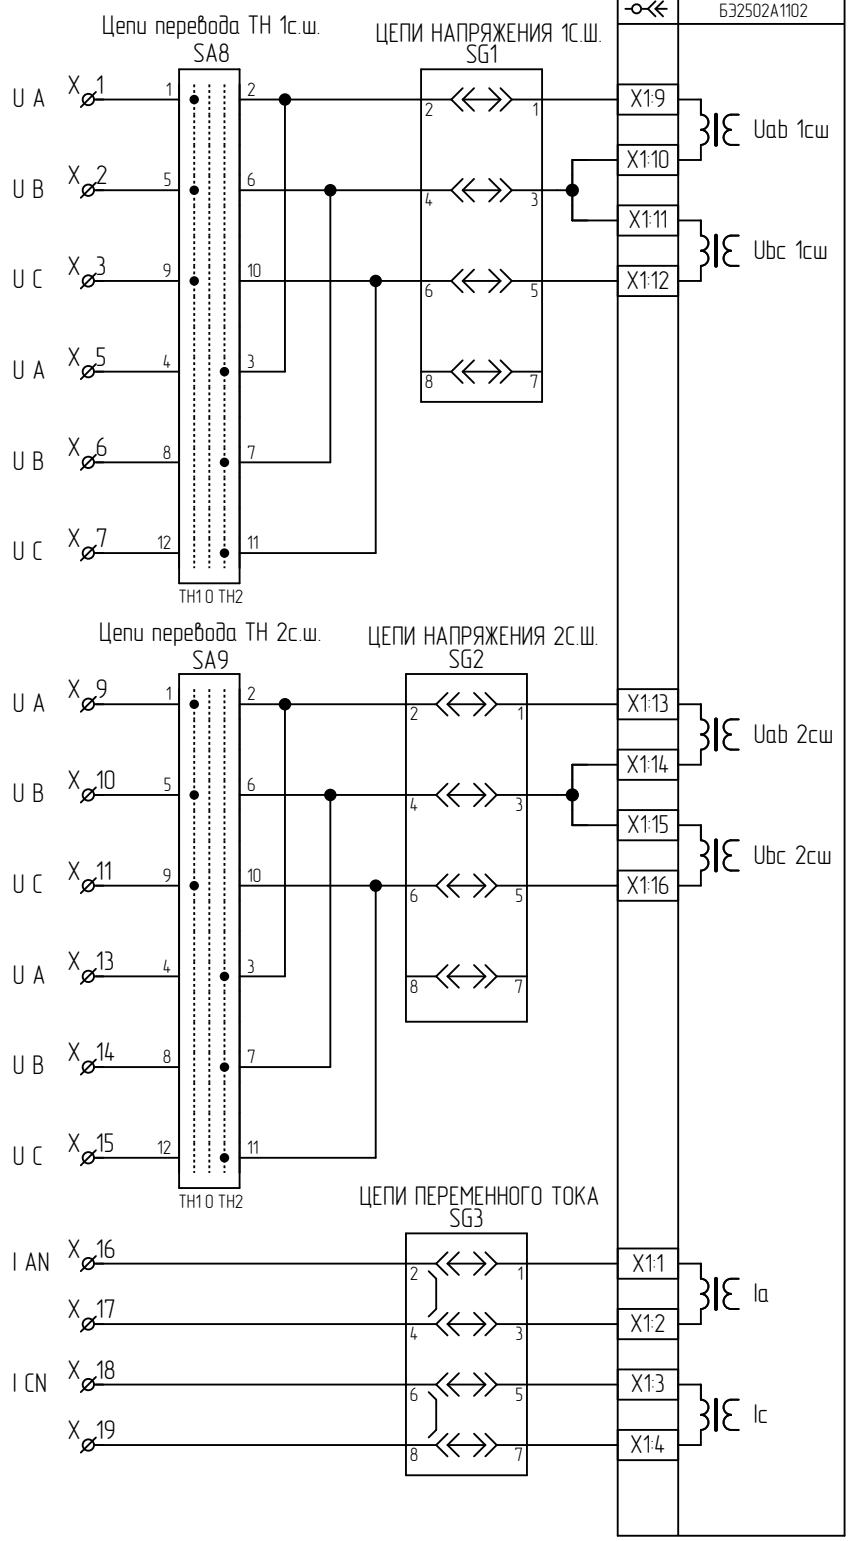 Б32502А1102
Цепи перевода ТН 1с.ш.
SA8
ЦЕПИ НАПРЯЖЕНИЯ 1С.Ш.
SG1
U A X 1 1 2 2 1 X1:9
Uab 1сш
X1:10
U B X 2 5 6 4 3
X1:11
Ubc 1сш
U C X 3 9 10 6 5 X1:12
U A X 5 4 3 8 7
U B X 6 8 7
U C X 7 12 11
ТН1 0 ТН2
Цепи перевода ТН 2с.ш.
SA9
ЦЕПИ НАПРЯЖЕНИЯ 2С.Ш.
SG2
U A X 9 1 2 2 1 X1:13
Uab 2сш
X1:14
U B X 10 5 6 4 3
X1:15
Ubc 2сш
U C X 11 9 10 6 5 X1:16
U A X 13 4 3 8 7
U B X 14 8 7
U C X 15 12 11
ТН1 0 ТН2
ЦЕПИ ПЕРЕМЕННОГО ТОКА
SG3
I AN X 16 2 1 X1:1
Ia
X 17 4 3 X1:2
I CN X 18 6 5 X1:3
Ic
X 19 8 7 X1:4